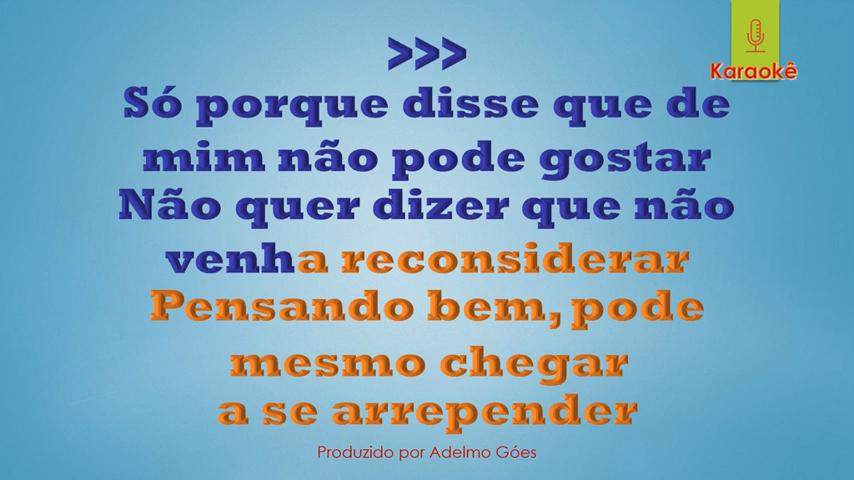 >>>
Karaokê
Só porque disse que de
mim não pode gostar
Não quer dizer que não
venha reconsiderar
Pensando bem, pode
mesmo chegar
a se arrepender
Produzido por Adelmo Góes